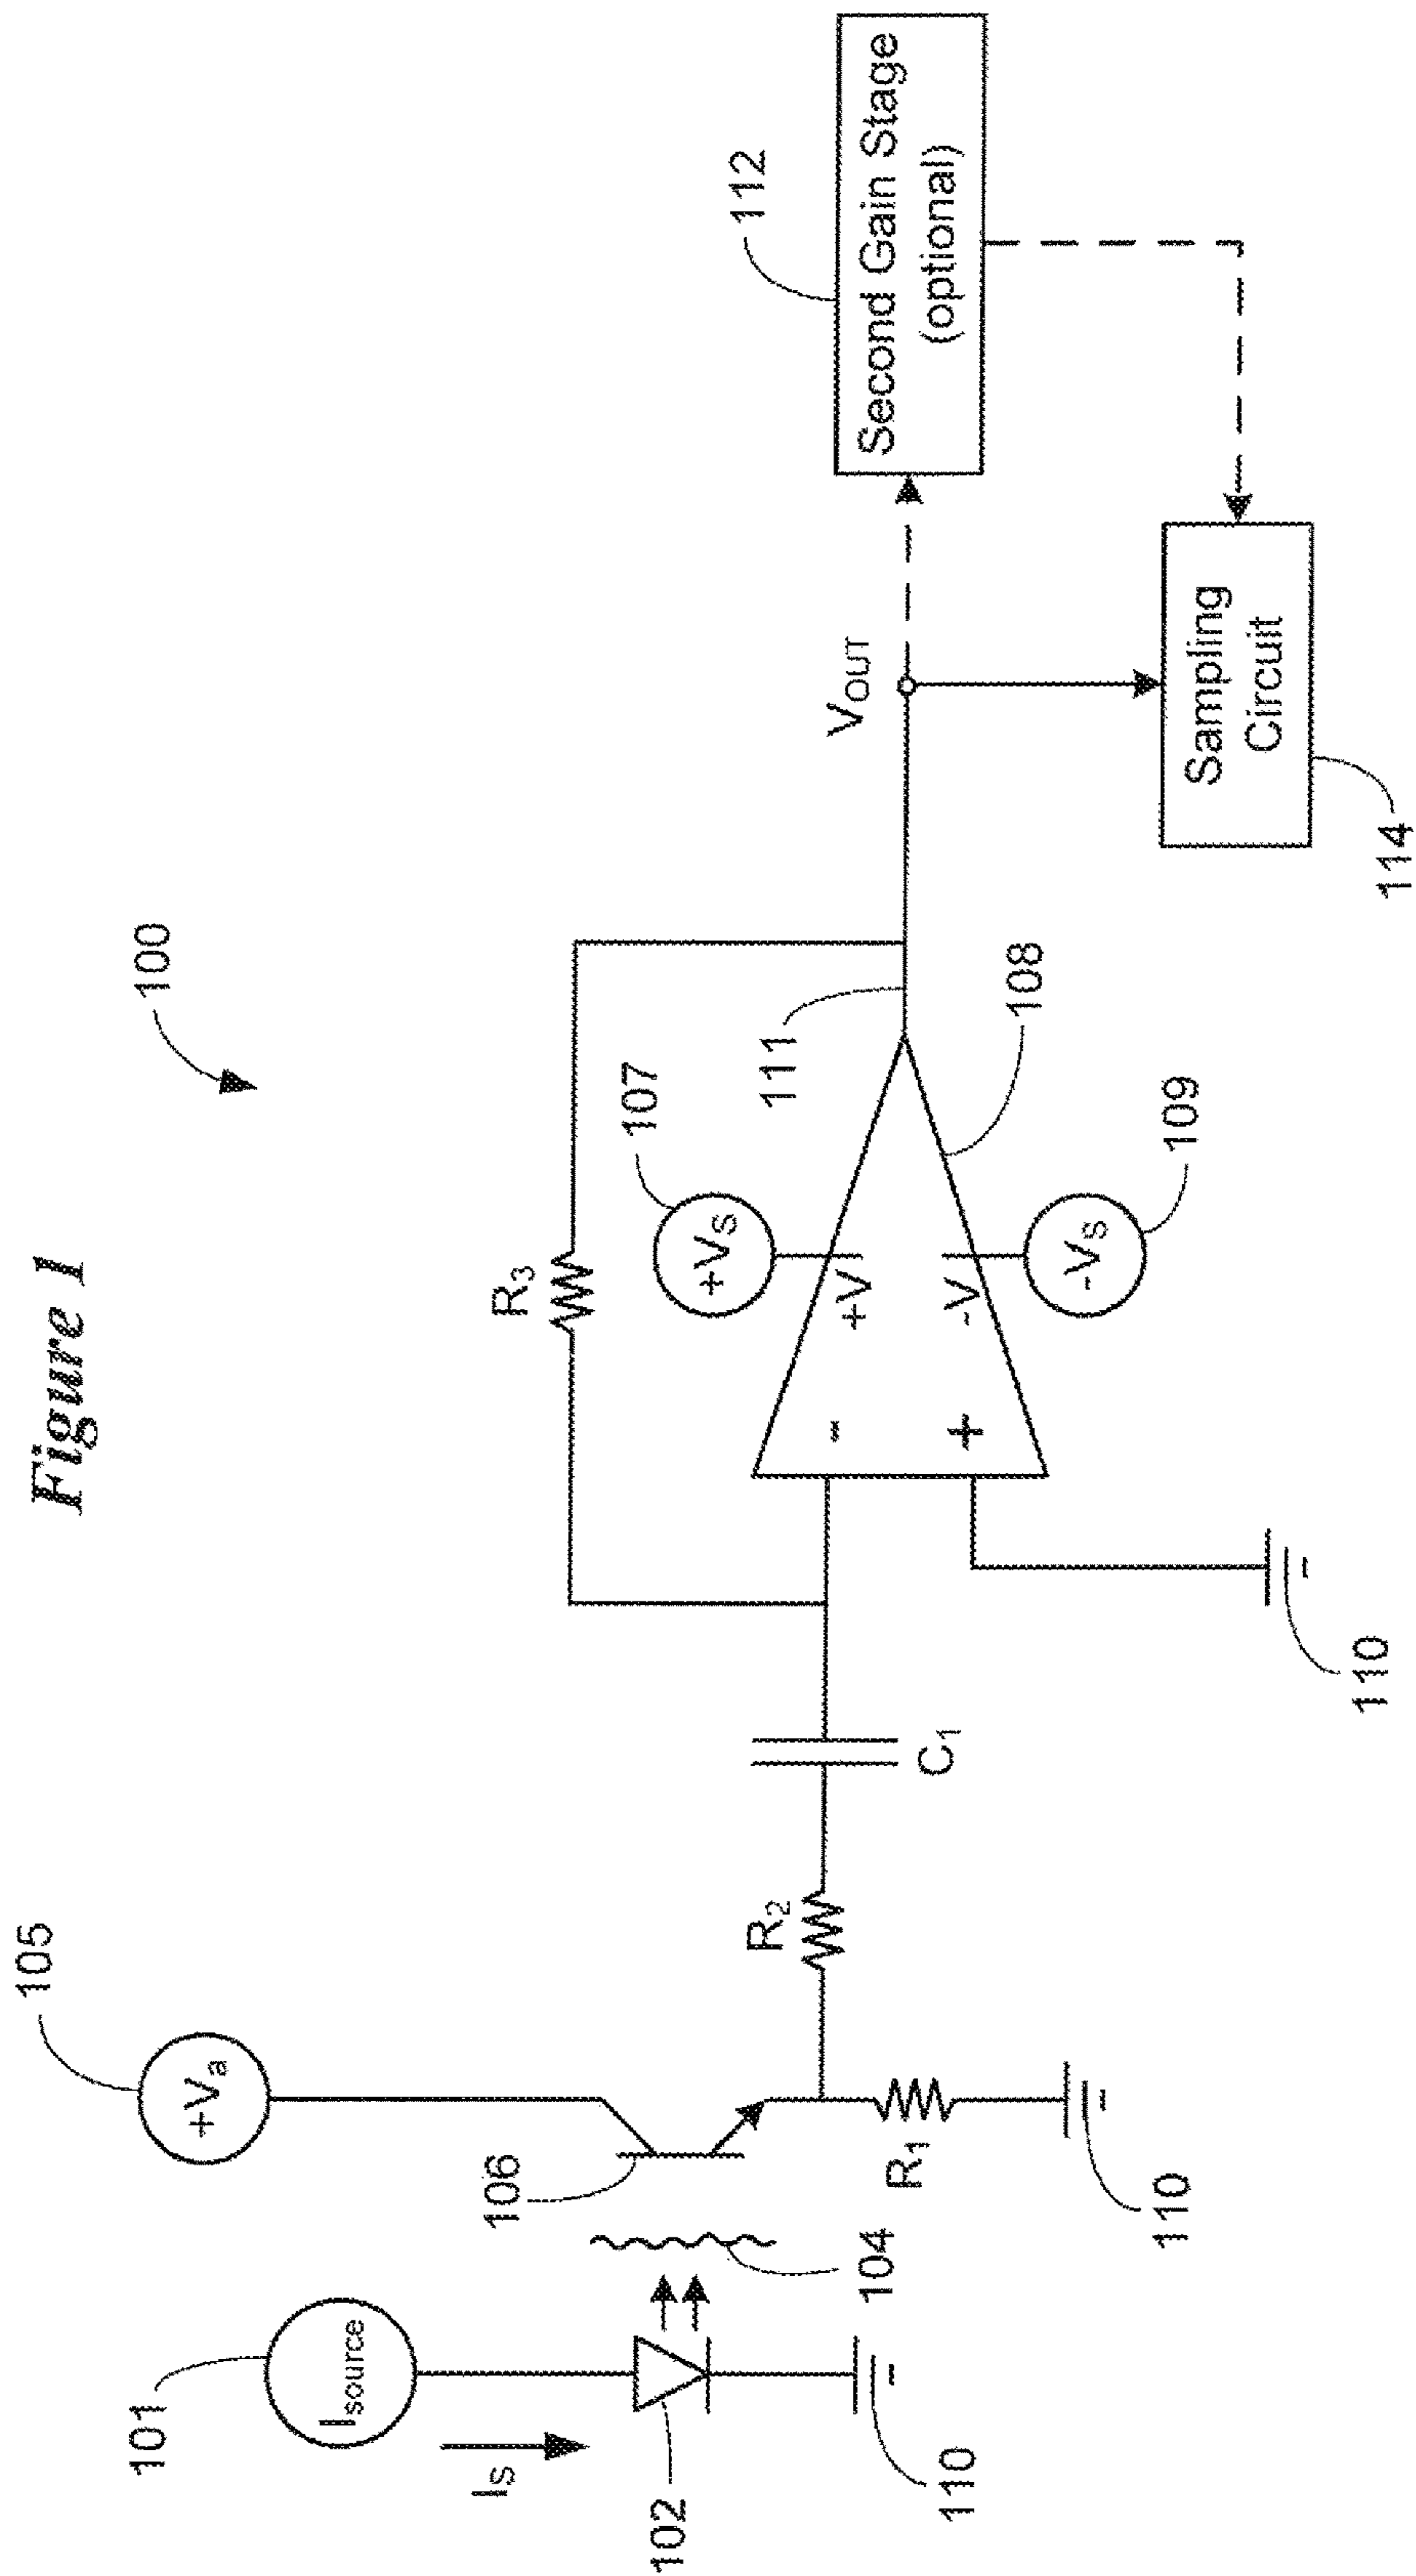 Figure 1
100
105
+Va
101
Isource
IS
102
110
104
106
R1
110
R2
C1
R3
107
+VS
+V
-
+
-V
-VS
109
108
111
110
VOUT
112
Second Gain Stage
(optional)
Sampling
Circuit
114